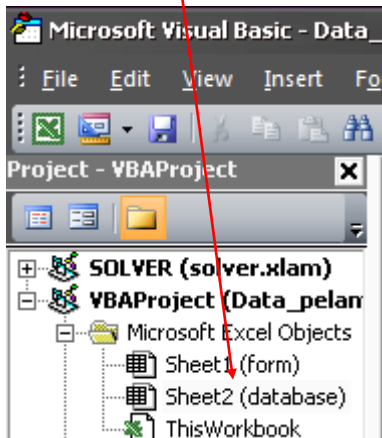 Microsoft Visual Basic - Data_
File Edit View Insert Fo
Project - VBAProject
SOLVER (solver.xlam)
VBAProject (Data_pelan
Microsoft Excel Objects
Sheet1 (form)
Sheet2 (database)
ThisWorkbook